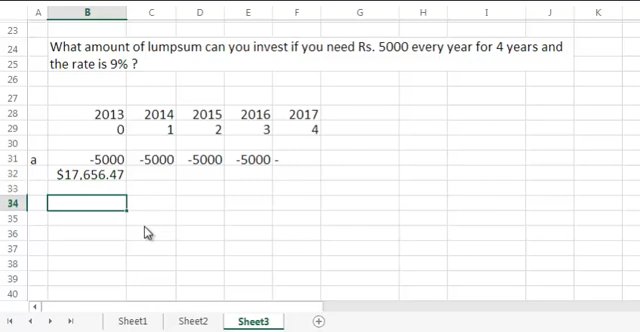 A B C D E F G H I J K
23
24 What amount of lumpsum can you invest if you need Rs. 5000 every year for 4 years and
25 the rate is 9% ?
26
27
28 2013 2014 2015 2016 2017
29 0 1 2 3 4
30
31 a -5000 -5000 -5000 -5000 -
32 $17,656.47
33
34
35
36
37
38
39
40
Sheet1 Sheet2 Sheet3